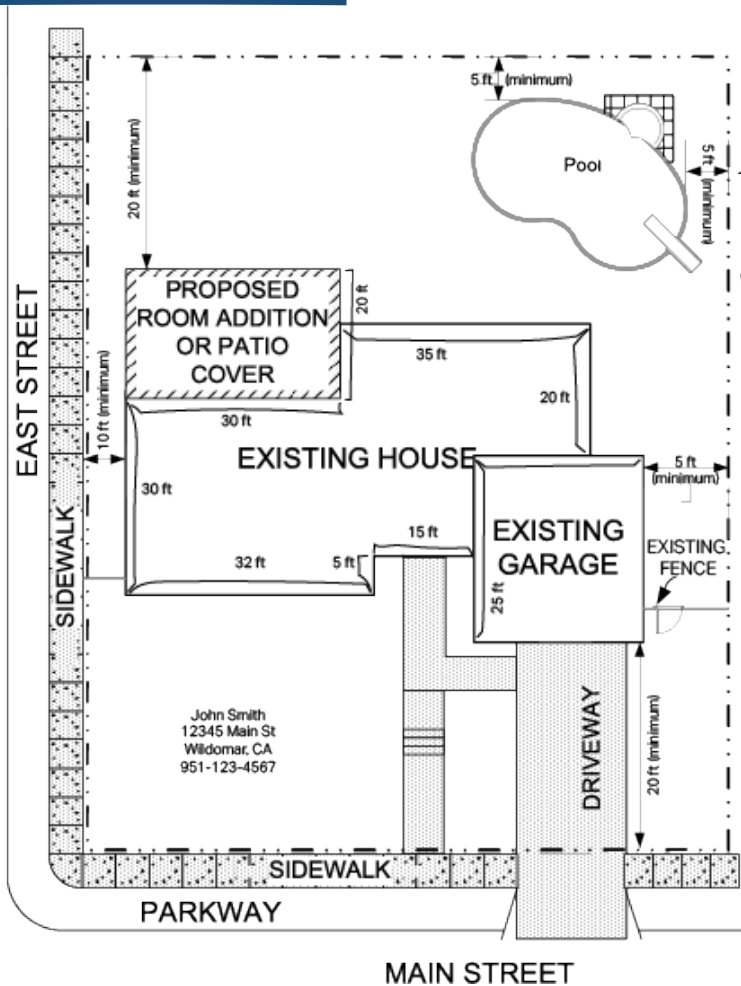 5 ft (minimum)
20 ft (minimum)
Pool
5 ft (minimum)
PROPOSED
ROOM ADDITION
OR PATIO
COVER
20 ft
EAST STREET
35 ft
10 ft (minimum)
20 ft
30 ft
EXISTING HOUSE
5 ft
(minimum)
30 ft
15 ft
EXISTING
GARAGE
EXISTING
FENCE
SIDEWALK
32 ft
5 ft
25 ft
John Smith
12345 Main St
Wildomar, CA
951-123-4567
DRIVEWAY
20 ft (minimum)
SIDEWALK
PARKWAY
MAIN STREET